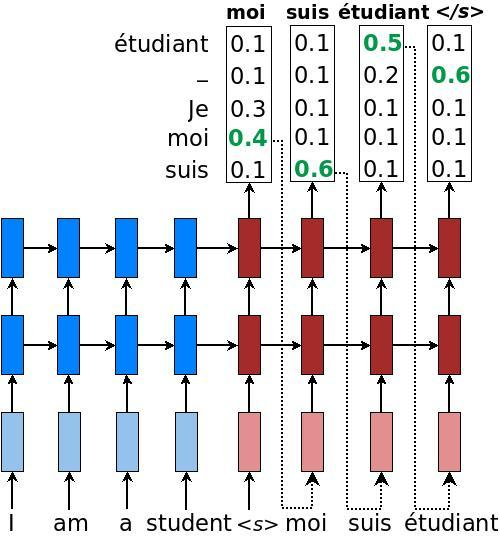 moi suis étudiant </s>
étudiant 0.1 0.1 0.5 0.1
– 0.1 0.1 0.2 0.6
Je 0.3 0.1 0.1 0.1
moi 0.4 0.1 0.1 0.1
suis 0.1 0.6 0.1 0.1
I am a student <s> moi suis étudiant